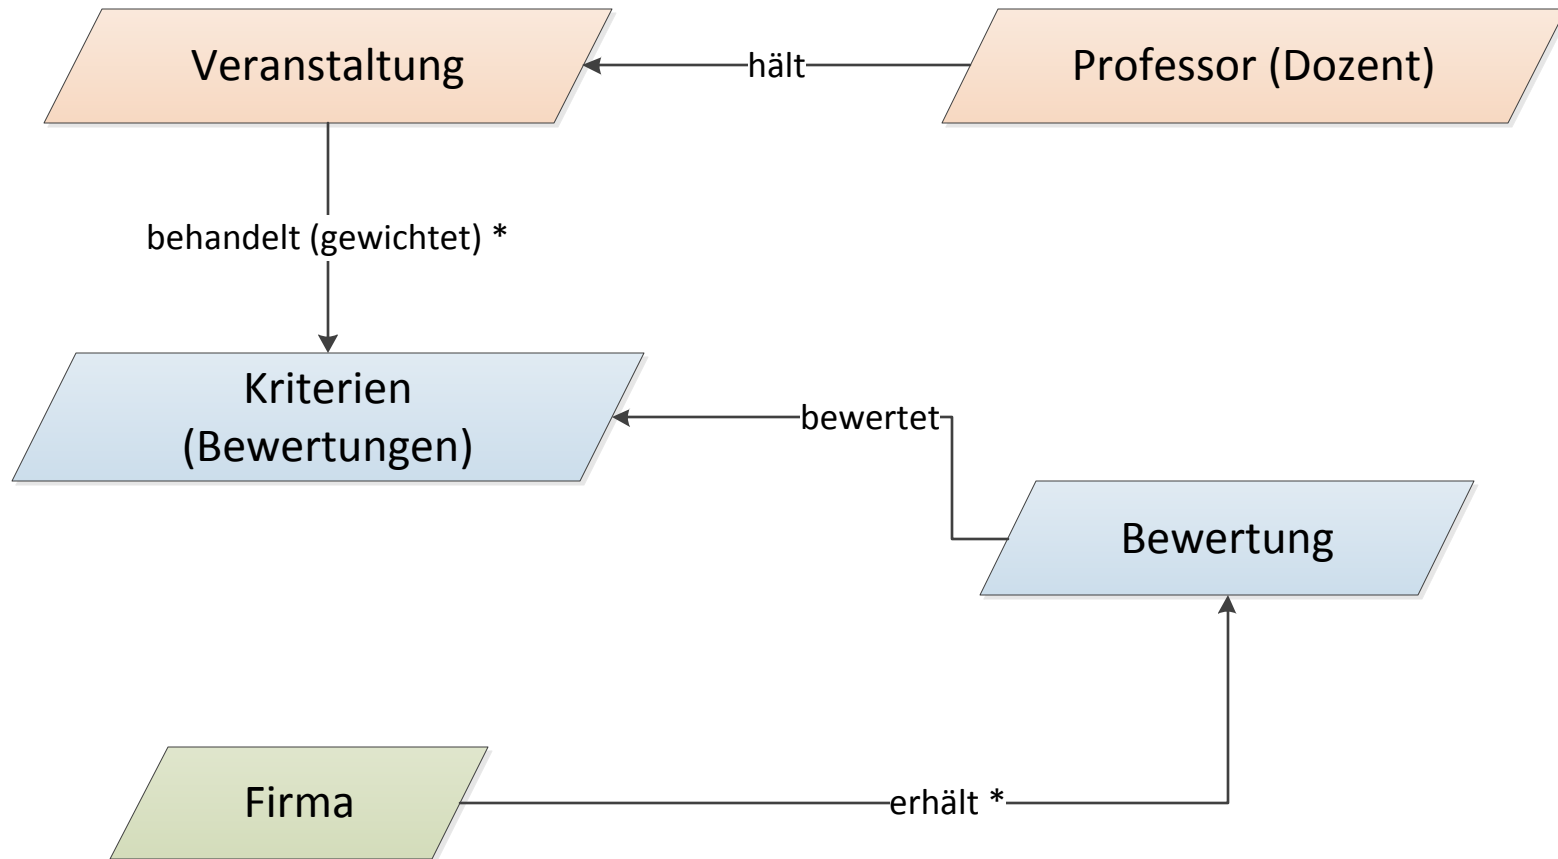 Veranstaltung
hält
Professor (Dozent)
behandelt (gewichtet) *
Kriterien
(Bewertungen)
bewertet
Bewertung
Firma
erhält *